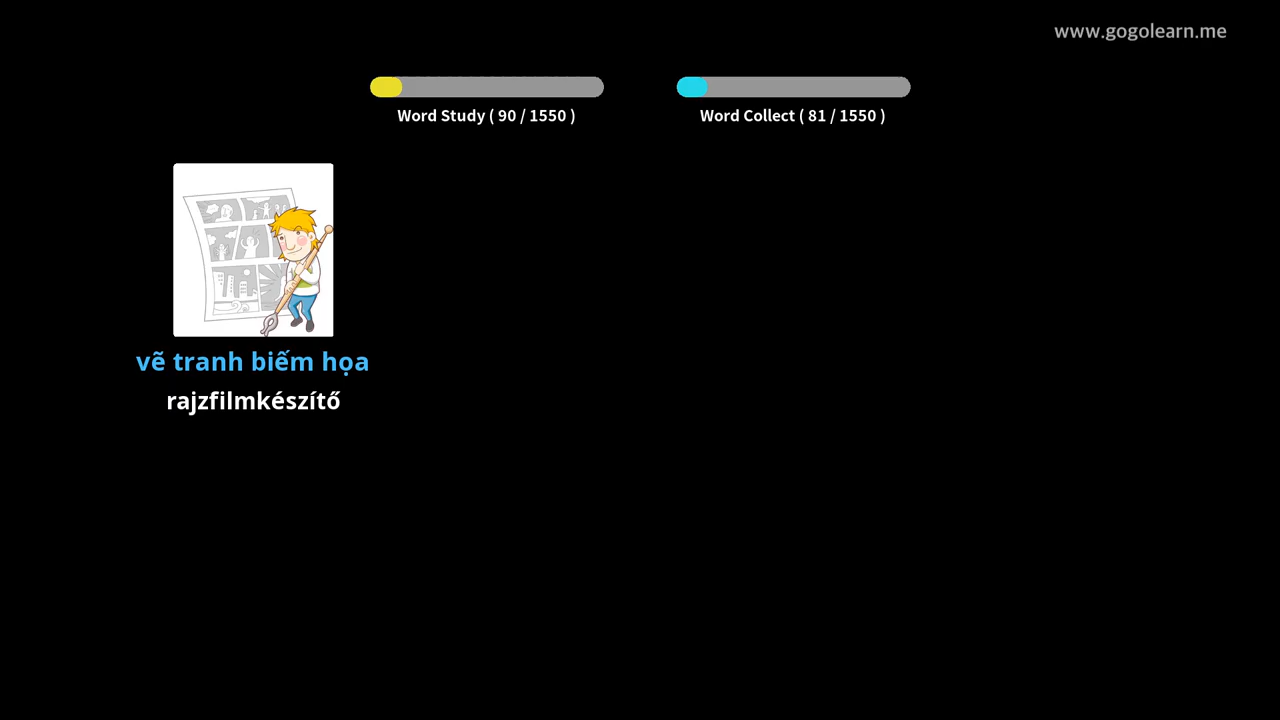 www.gogolearn.me
Word Study ( 90 / 1550 )
Word Collect ( 81 / 1550 )
vẽ tranh biếm họa
rajzfilmkészítő